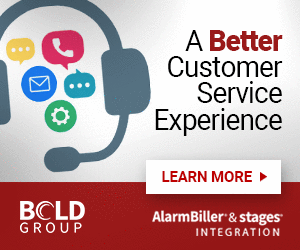 A Better
Customer
Service
Experience
LEARN MORE
BOLD
GROUP
AlarmBiller® & stages®
INTEGRATION